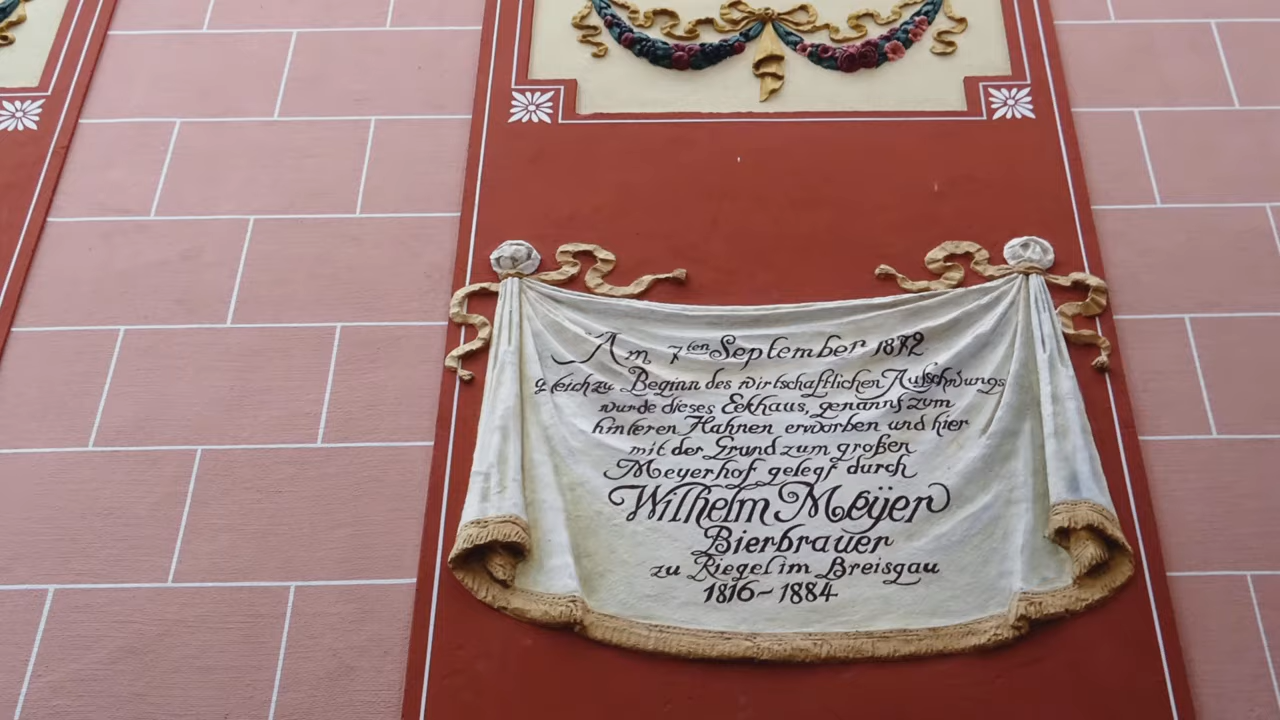 Am 7ten September 1872
gleich zu Beginn des wirtschaftlichen Aufschwungs
wurde dieses Eckhaus, genannt zum
hinteren Hahnen erworben und hier
mit der Grund zum großen
Meyerhof gelegt durch
Wilhelm Meÿer
Bierbrauer
zu Riegel im Breisgau
1816-1884